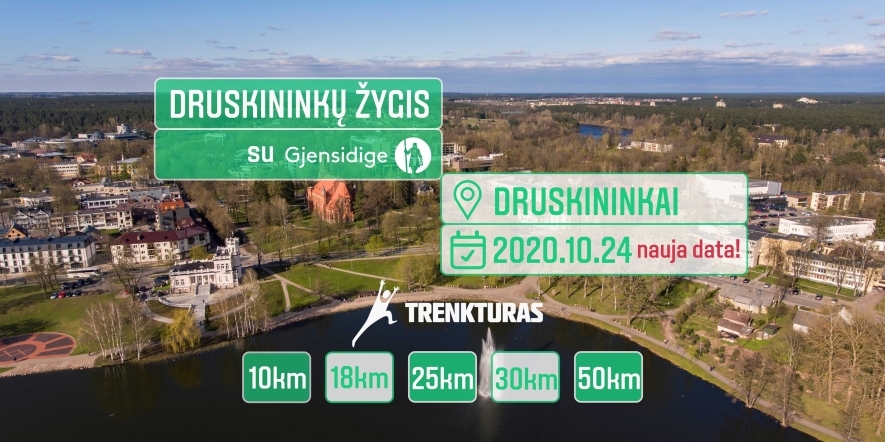 DRUSKININKŲ ŽYGIS
su Gjensidige
DRUSKININKAI
2020.10.24 nauja data!
TRENKTURAS
10km 18km 25km 30km 50km